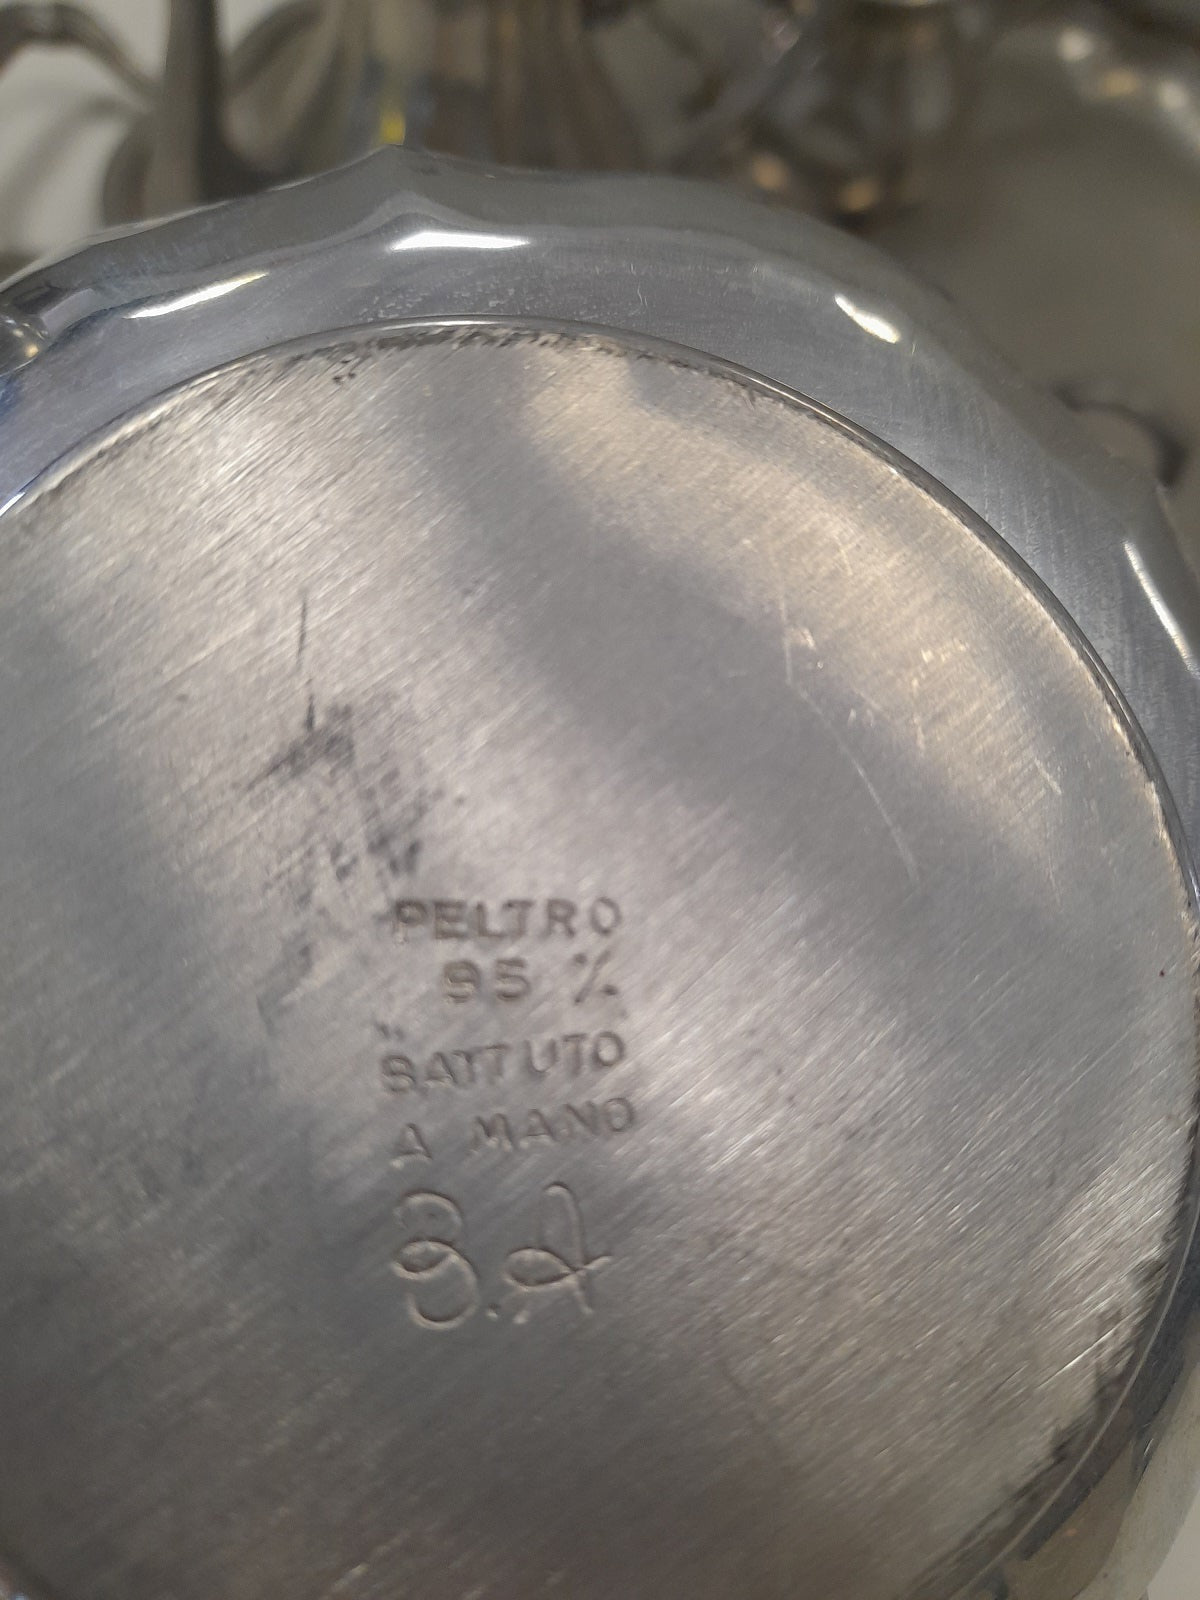 PELTRO
95 %
BATTUTO
A MANO
B.A